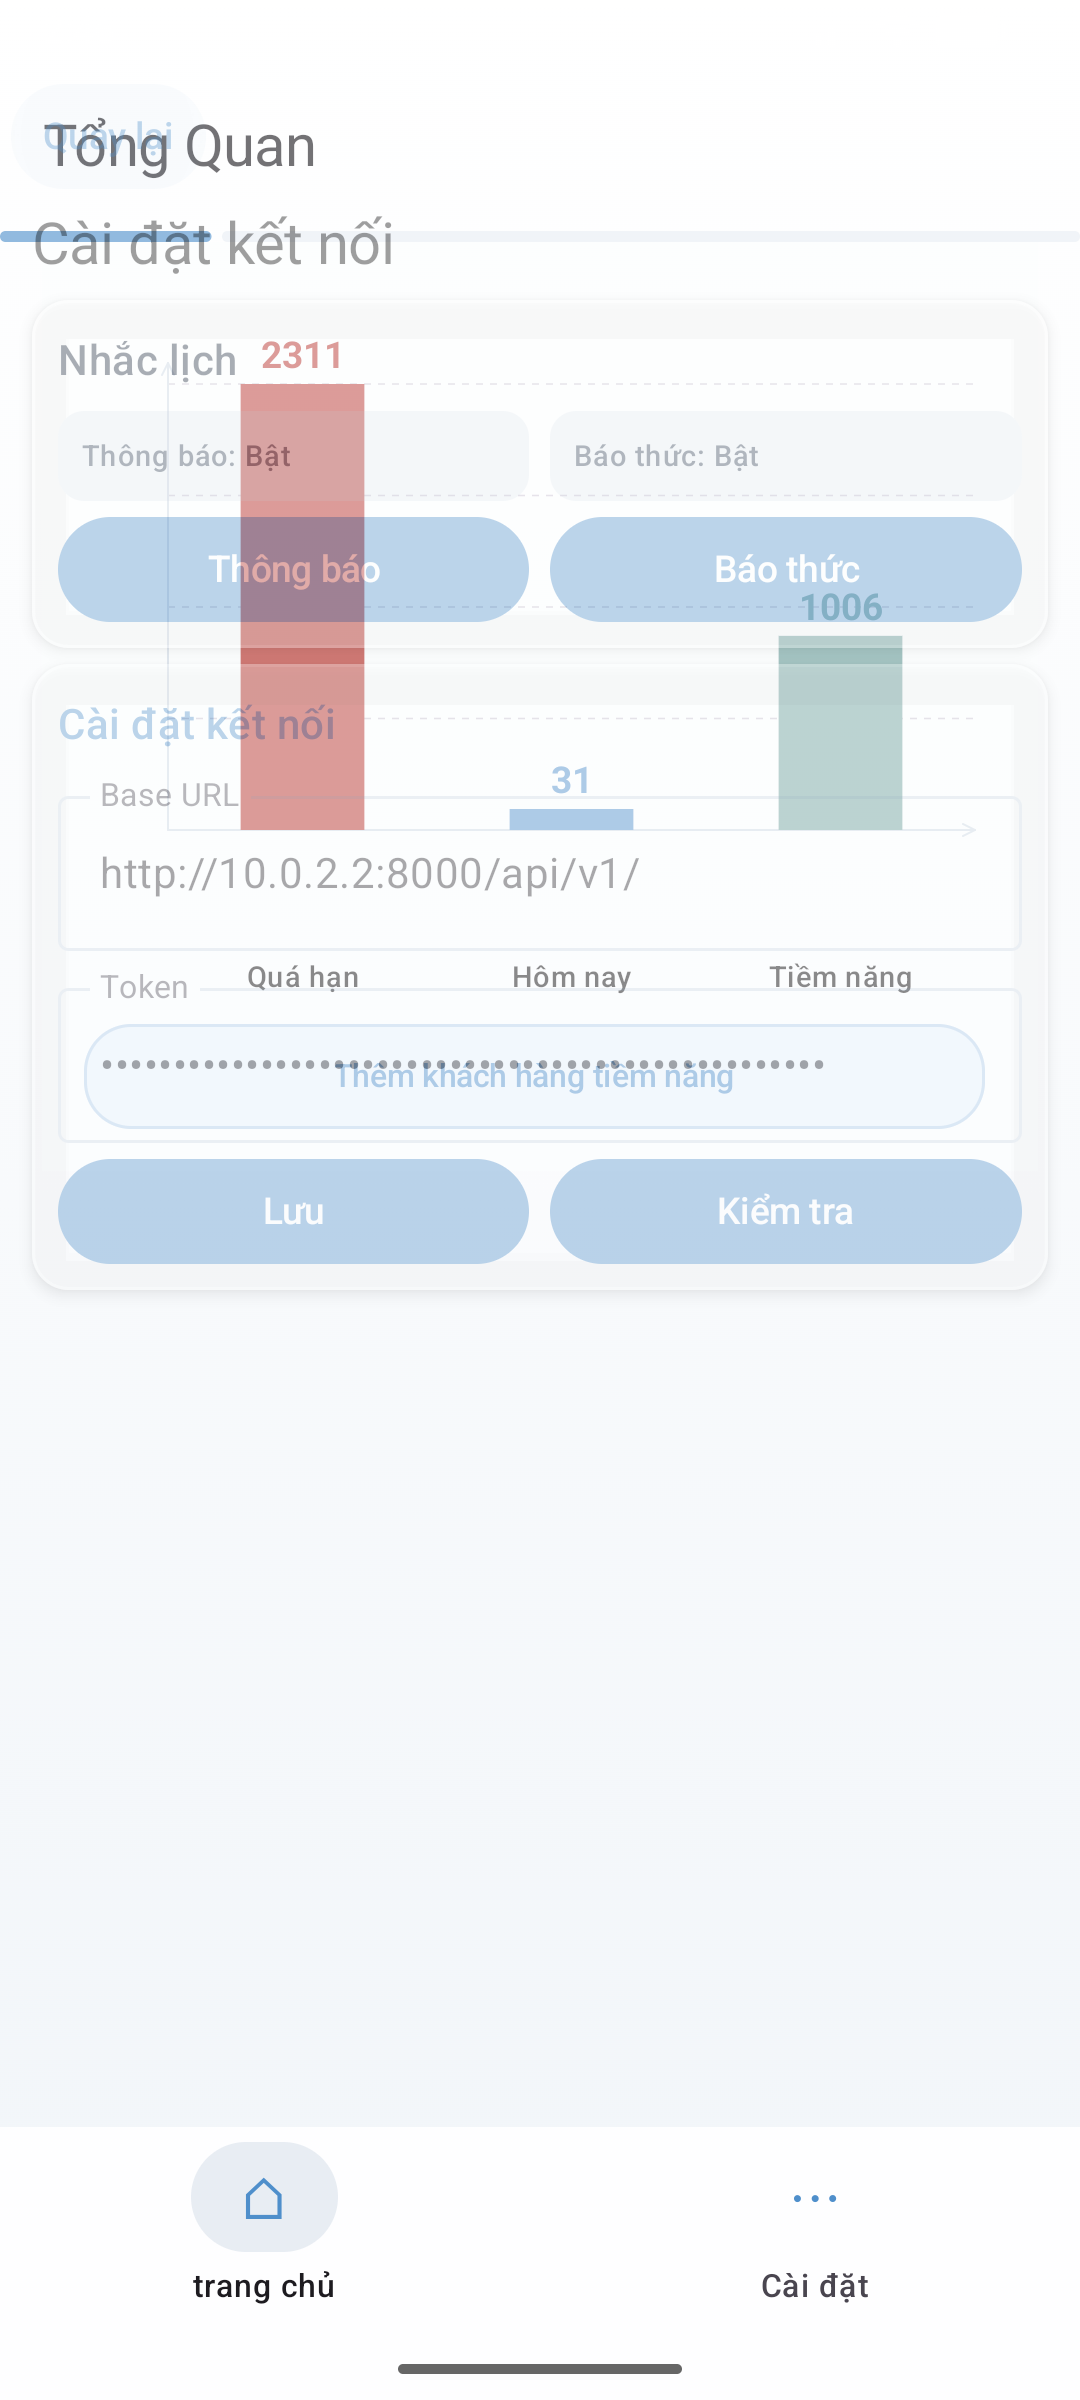 Quay lại
Tổng Quan
Cài đặt kết nối
Nhắc lịch
2311
Thông báo: Bật
Báo thức: Bật
Thông báo
Báo thức
1006
Cài đặt kết nối
31
Base URL
http://10.0.2.2:8000/api/v1/
Quá hạn
Hôm nay
Tiềm năng
Token
••••••••••••••••••••••••••••••••••••••••••••••••••
Thêm khách hàng tiềm năng
Lưu
Kiểm tra
trang chủ
Cài đặt